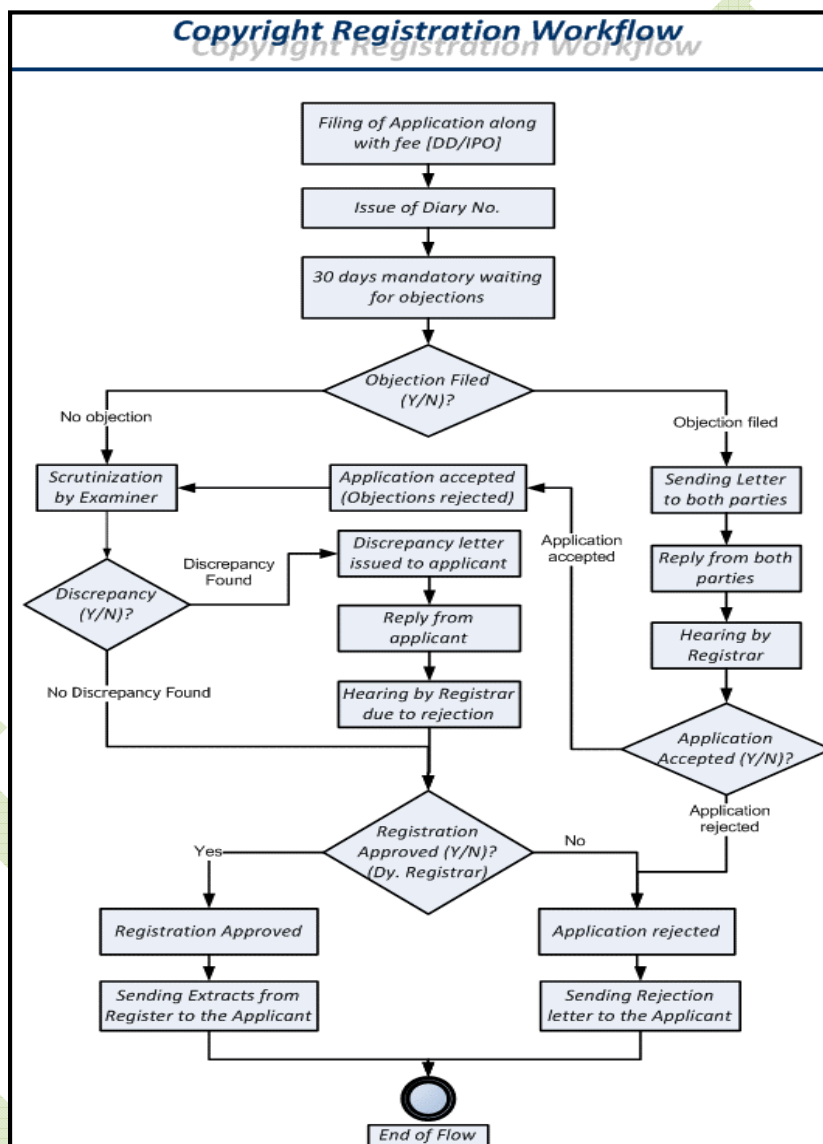 Copyright Registration Workflow
Filing of Application along
with fee [DD/IPO]
Issue of Diary No.
30 days mandatory waiting
for objections
Objection Filed
(Y/N)?
No objection
Objection filed
Scrutinization
by Examiner
Application accepted
(Objections rejected)
Sending Letter
to both parties
Application
accepted
Discrepancy
Found
Discrepancy letter
issued to applicant
Reply from both
parties
Discrepancy
(Y/N)?
Reply from
applicant
Hearing by
Registrar
No Discrepancy Found
Hearing by Registrar
due to rejection
Application
Accepted (Y/N)?
Application
rejected
Registration
Approved (Y/N)?
(Dy. Registrar)
Yes
No
Registration Approved
Application rejected
Sending Extracts from
Register to the Applicant
Sending Rejection
letter to the Applicant
End of Flow